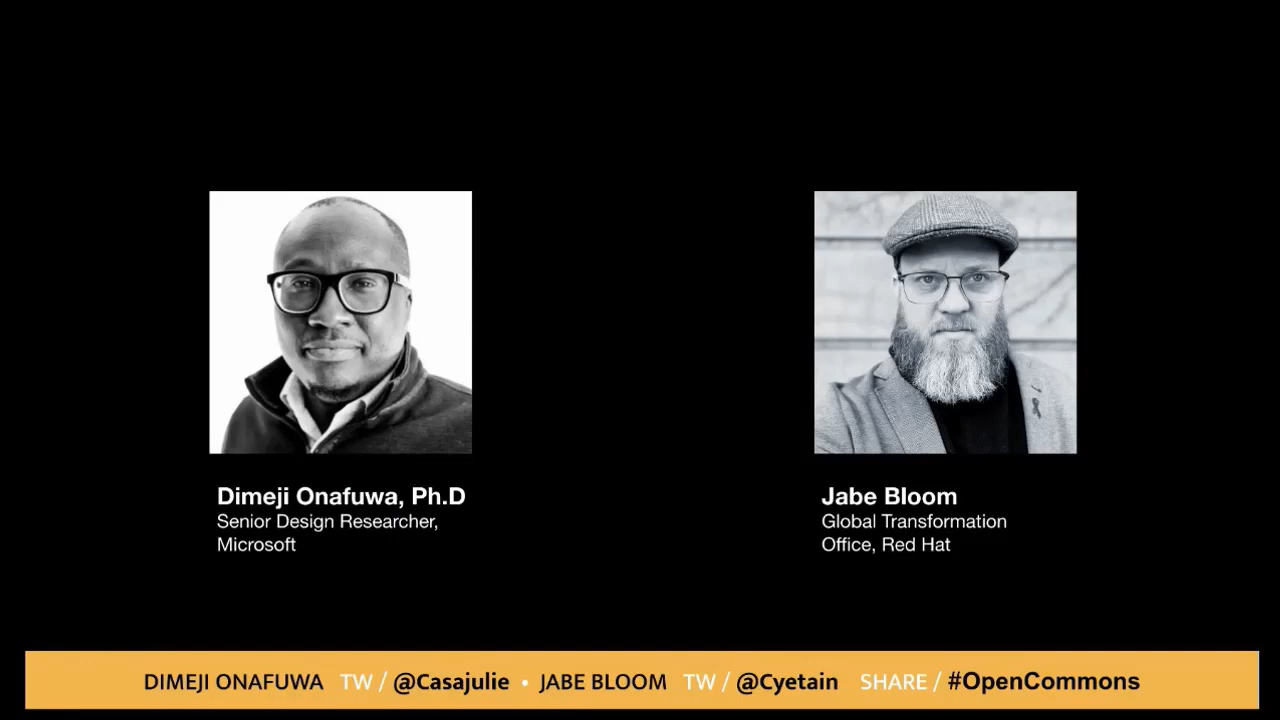 Dimeji Onafuwa, Ph.D
Senior Design Researcher,
Microsoft
Jabe Bloom
Global Transformation
Office, Red Hat
DIMEJI ONAFUWA TW / @Casajulie • JABE BLOOM TW / @Cyetain SHARE / #OpenCommons